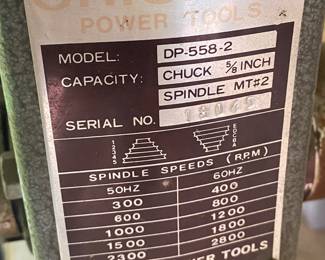 POWER TOOLS
MODEL: DP-558-2
CAPACITY: CHUCK 5/8 INCH
SPINDLE MT#2
SERIAL NO.
SPINDLE SPEEDS (R.P.M.)
50HZ 60HZ
300 400
600 800
1000 1200
1500 1800
2300 2800
POWER TOOLS